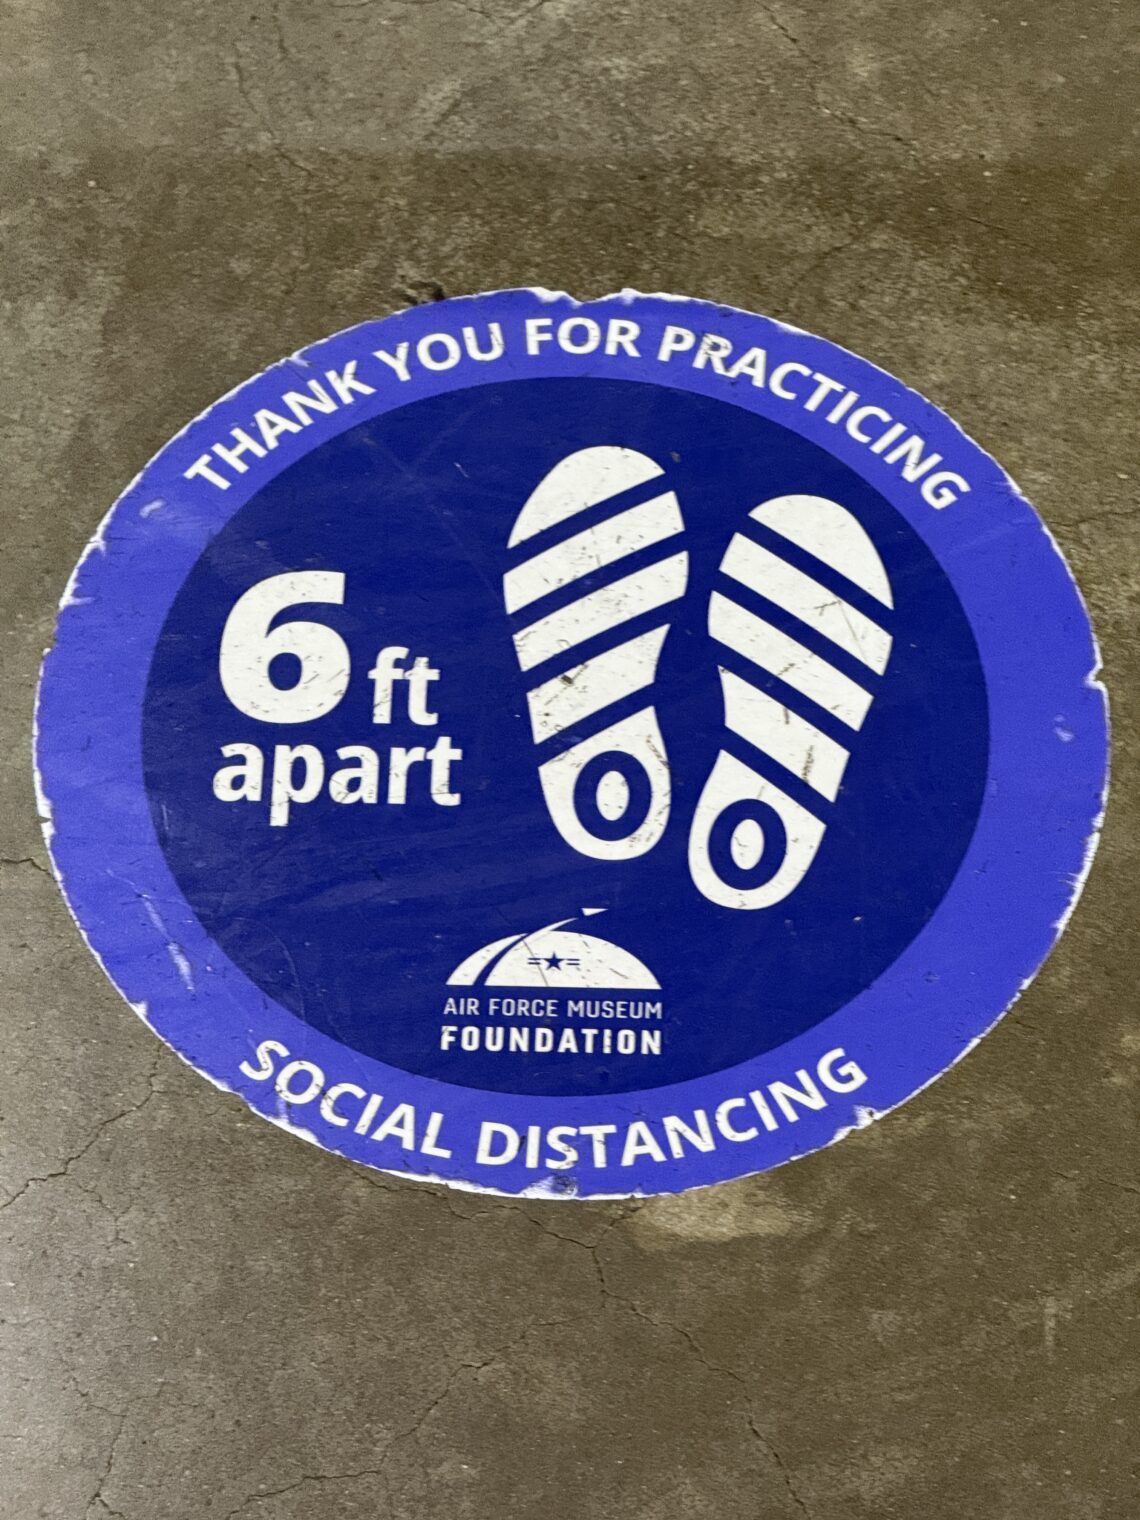 THANK YOU FOR PRACTICING
6 ft
apart
AIR FORCE MUSEUM
FOUNDATION
SOCIAL DISTANCING